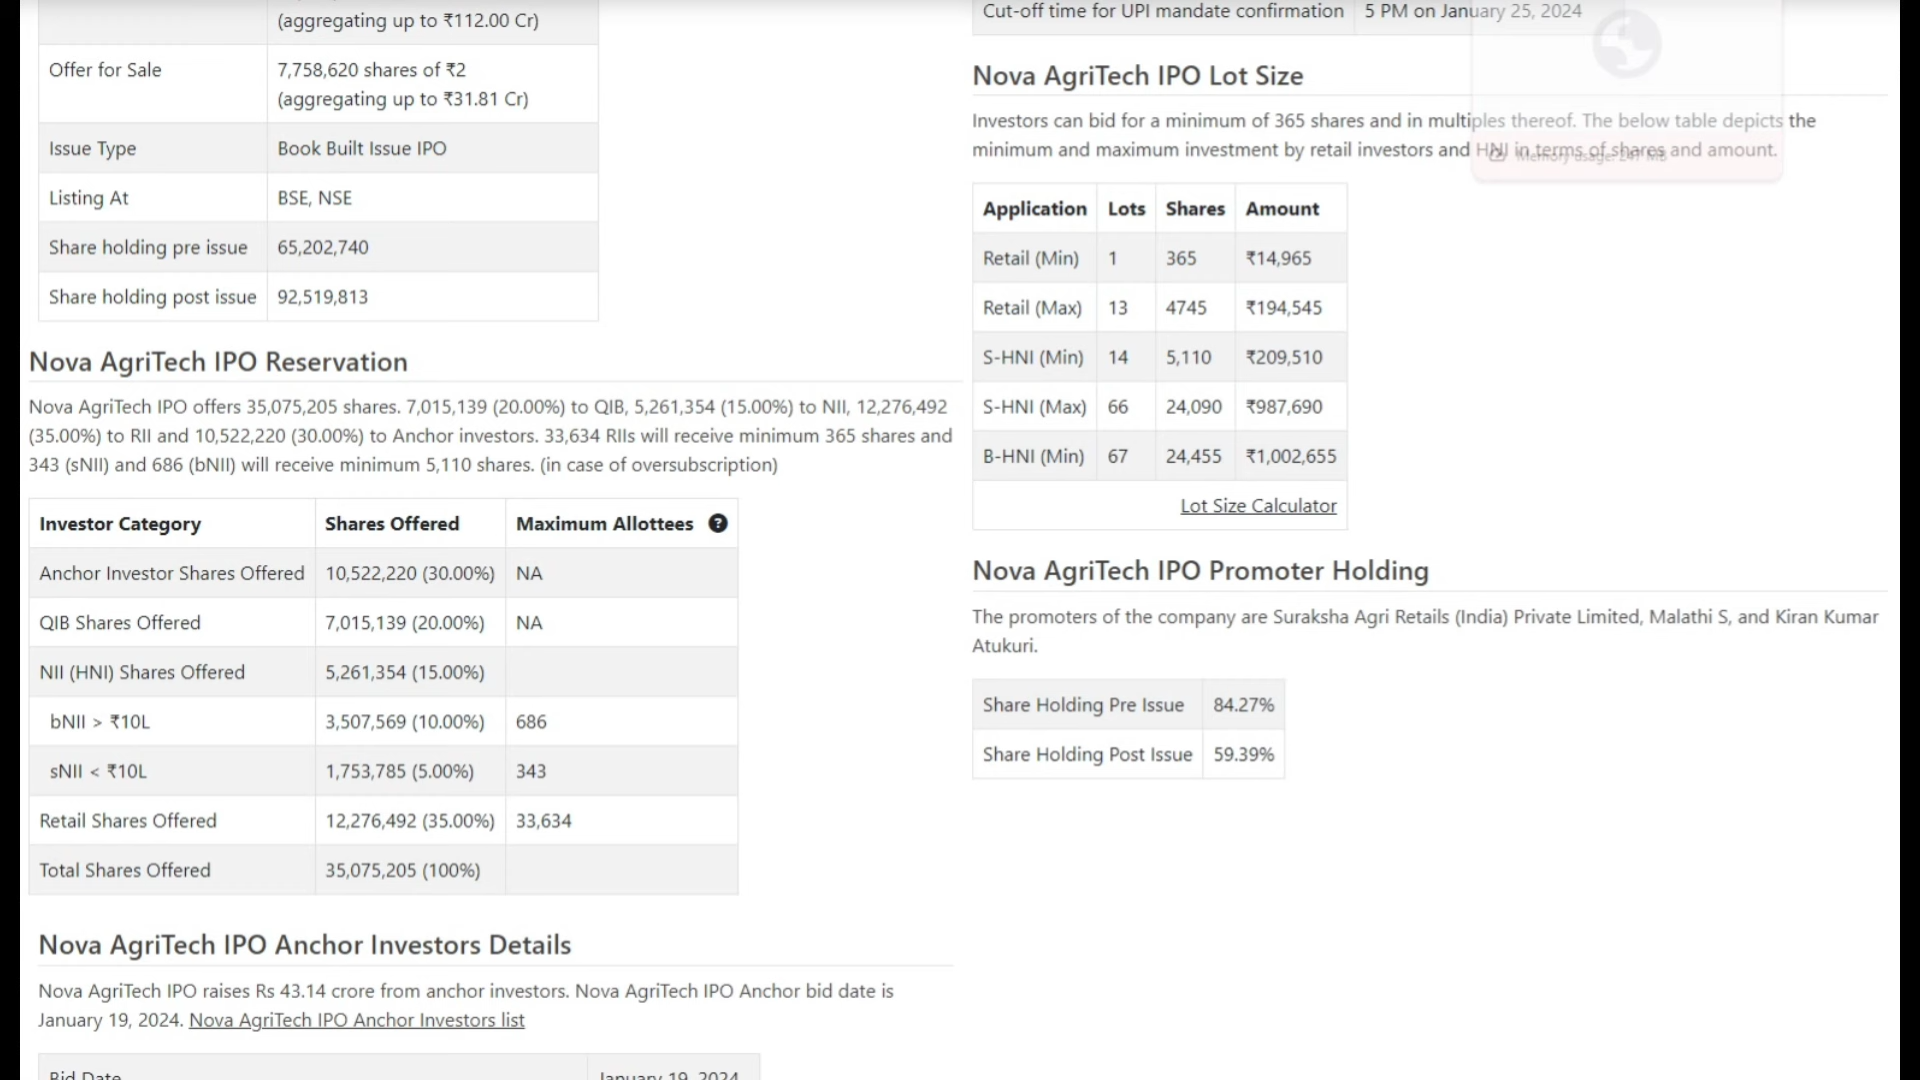 (aggregating up to ₹112.00 Cr)
Offer for Sale 7,758,620 shares of ₹2
(aggregating up to ₹31.81 Cr)
Issue Type Book Built Issue IPO
Listing At BSE, NSE
Share holding pre issue 65,202,740
Share holding post issue 92,519,813
Nova AgriTech IPO Reservation
Nova AgriTech IPO offers 35,075,205 shares. 7,015,139 (20.00%) to QIB, 5,261,354 (15.00%) to NII, 12,276,492
(35.00%) to RII and 10,522,220 (30.00%) to Anchor investors. 33,634 RIIs will receive minimum 365 shares and
343 (sNII) and 686 (bNII) will receive minimum 5,110 shares. (in case of oversubscription)
Investor Category Shares Offered Maximum Allottees ?
Anchor Investor Shares Offered 10,522,220 (30.00%) NA
QIB Shares Offered 7,015,139 (20.00%) NA
NII (HNI) Shares Offered 5,261,354 (15.00%)
bNII > ₹10L 3,507,569 (10.00%) 686
sNII < ₹10L 1,753,785 (5.00%) 343
Retail Shares Offered 12,276,492 (35.00%) 33,634
Total Shares Offered 35,075,205 (100%)
Nova AgriTech IPO Anchor Investors Details
Nova AgriTech IPO raises Rs 43.14 crore from anchor investors. Nova AgriTech IPO Anchor bid date is
January 19, 2024. Nova AgriTech IPO Anchor Investors list
Bid Date January 19, 2024
Cut-off time for UPI mandate confirmation 5 PM on January 25, 2024
Nova AgriTech IPO Lot Size
Investors can bid for a minimum of 365 shares and in multiples thereof. The below table depicts the
minimum and maximum investment by retail investors and HNI in terms of shares and amount.
Memory usage:
Application Lots Shares Amount
Retail (Min) 1 365 ₹14,965
Retail (Max) 13 4745 ₹194,545
S-HNI (Min) 14 5,110 ₹209,510
S-HNI (Max) 66 24,090 ₹987,690
B-HNI (Min) 67 24,455 ₹1,002,655
Lot Size Calculator
Nova AgriTech IPO Promoter Holding
The promoters of the company are Suraksha Agri Retails (India) Private Limited, Malathi S, and Kiran Kumar
Atukuri.
Share Holding Pre Issue 84.27%
Share Holding Post Issue 59.39%